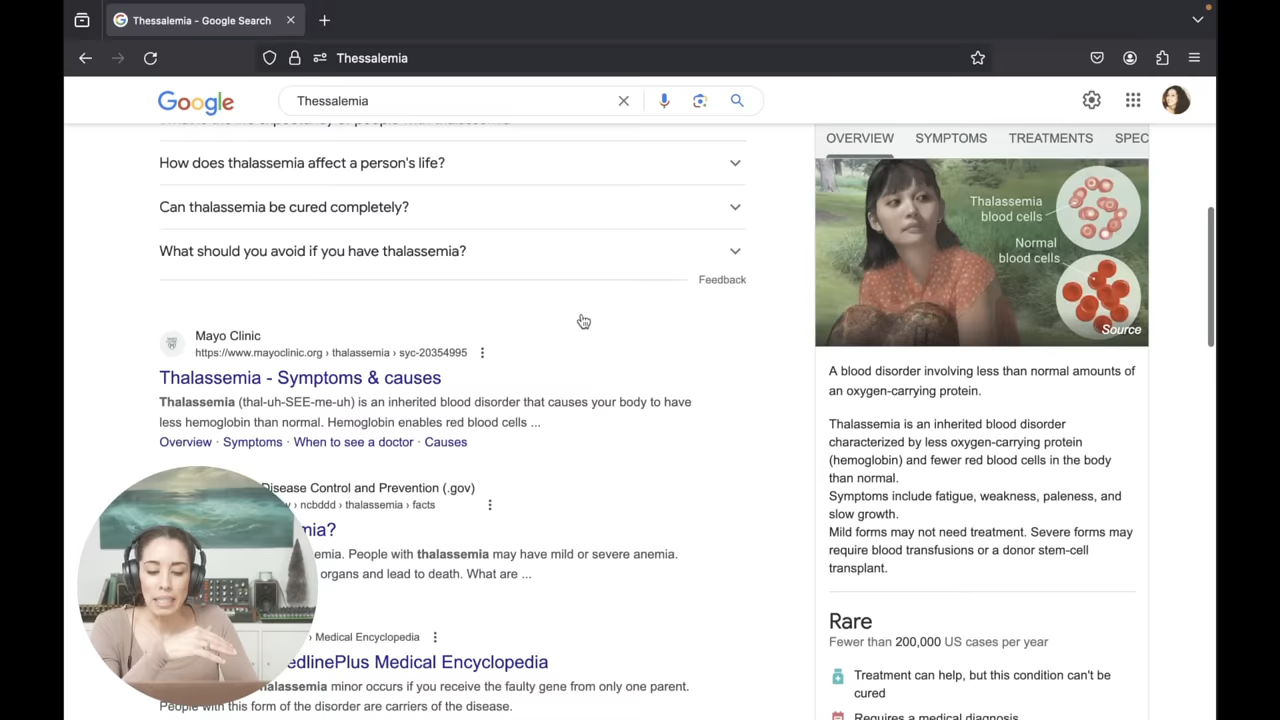 Thessalemia - Google Search
Thessalemia
Google
Thessalemia
How does thalassemia affect a person's life?
Can thalassemia be cured completely?
What should you avoid if you have thalassemia?
Feedback
Mayo Clinic
https://www.mayoclinic.org › thalassemia › syc-20354995
Thalassemia - Symptoms & causes
Thalassemia (thal-uh-SEE-me-uh) is an inherited blood disorder that causes your body to have
less hemoglobin than normal. Hemoglobin enables red blood cells ...
Overview · Symptoms · When to see a doctor · Causes
Disease Control and Prevention (.gov)
› ncbddd › thalassemia › facts
mia?
emia. People with thalassemia may have mild or severe anemia.
organs and lead to death. What are ...
› Medical Encyclopedia
edlinePlus Medical Encyclopedia
halassemia minor occurs if you receive the faulty gene from only one parent.
People with this form of the disorder are carriers of the disease.
OVERVIEW SYMPTOMS TREATMENTS SPEC
Thalassemia
blood cells
Normal
blood cells
Source
A blood disorder involving less than normal amounts of
an oxygen-carrying protein.
Thalassemia is an inherited blood disorder
characterized by less oxygen-carrying protein
(hemoglobin) and fewer red blood cells in the body
than normal.
Symptoms include fatigue, weakness, paleness, and
slow growth.
Mild forms may not need treatment. Severe forms may
require blood transfusions or a donor stem-cell
transplant.
Rare
Fewer than 200,000 US cases per year
Treatment can help, but this condition can't be
cured
Requires a medical diagnosis